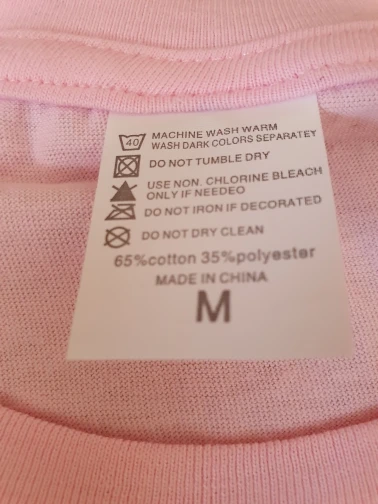 40 MACHINE WASH WARM
WASH DARK COLORS SEPARATEY
DO NOT TUMBLE DRY
USE NON. CHLORINE BLEACH
ONLY IF NEEDEO
DO NOT IRON IF DECORATED
DO NOT DRY CLEAN
65%cotton 35%polyester
MADE IN CHINA
M